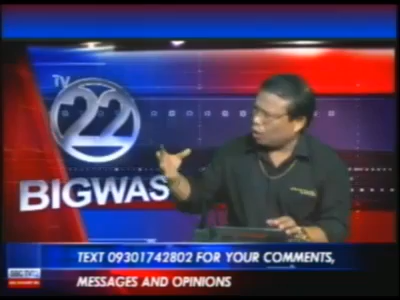 TV
22
BIGWAS
TEXT 09301742802 FOR YOUR COMMENTS,
MESSAGES AND OPINIONS